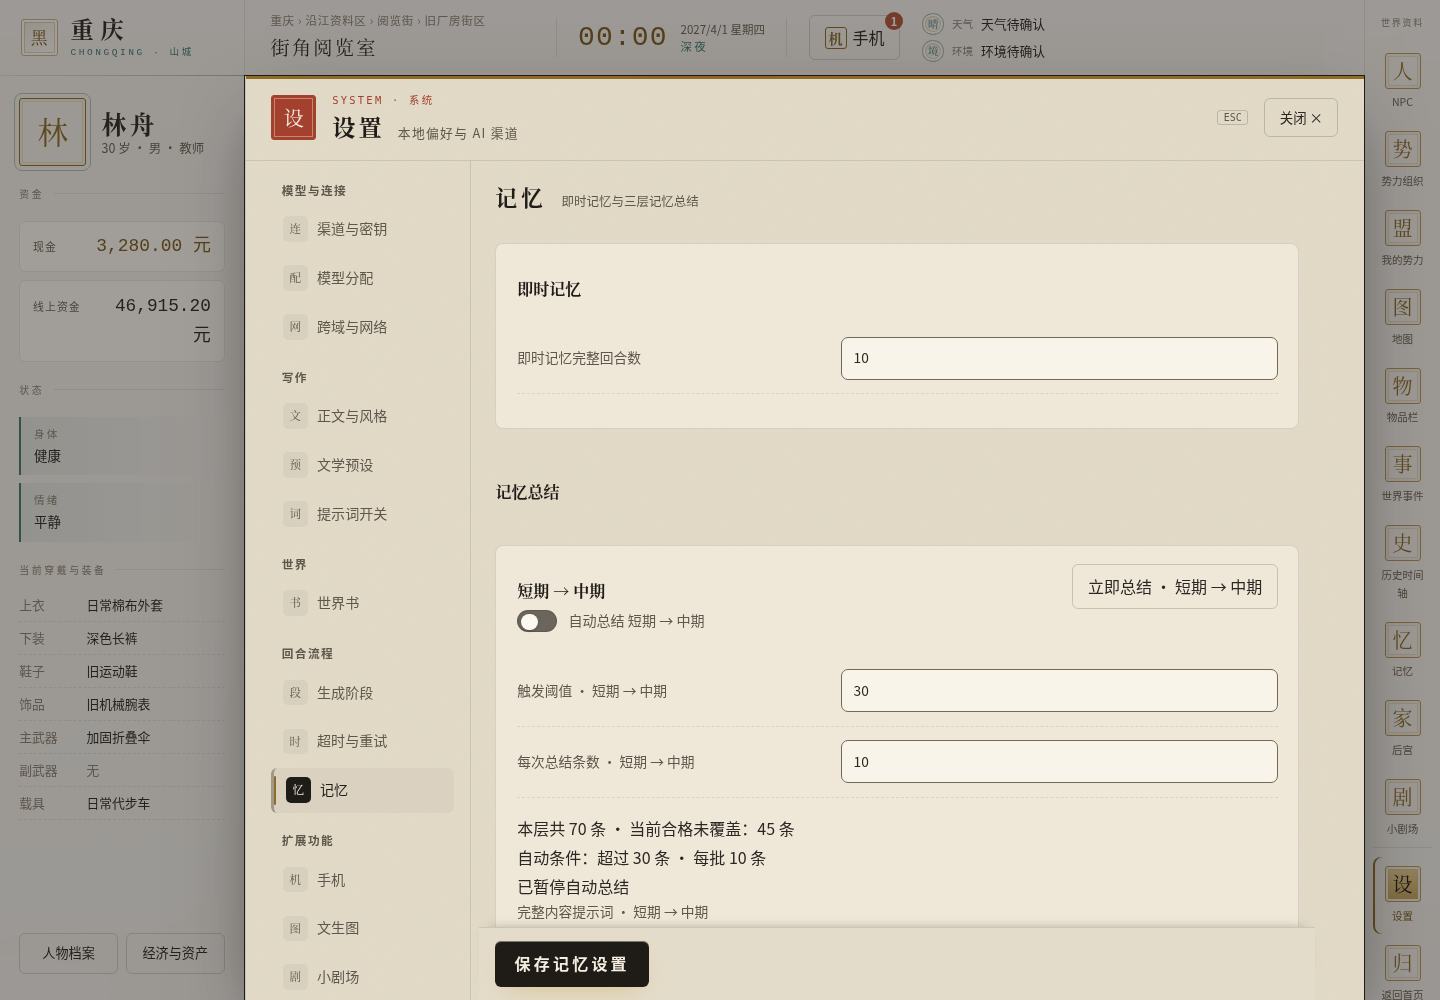 黑
重庆
CHONGQING · 山城
重庆 › 沿江资料区 › 阅览街 › 旧厂房街区
街角阅览室
00:00
2027/4/1 星期四
深夜
机 手机
1
晴 天气 天气待确认
境 环境 环境待确认
林
林舟
30 岁 · 男 · 教师
资金
现金 3,280.00 元
线上资金 46,915.20 元
状态
身体
健康
情绪
平静
当前穿戴与装备
上衣 日常棉布外套
下装 深色长裤
鞋子 旧运动鞋
饰品 旧机械腕表
主武器 加固折叠伞
副武器 无
载具 日常代步车
人物档案
经济与资产
设
SYSTEM · 系统
设置 本地偏好与 AI 渠道
ESC
关闭 ×
模型与连接
连 渠道与密钥
配 模型分配
网 跨域与网络
写作
文 正文与风格
预 文学预设
词 提示词开关
世界
书 世界书
回合流程
段 生成阶段
时 超时与重试
忆 记忆
扩展功能
机 手机
图 文生图
剧 小剧场
记忆 即时记忆与三层记忆总结
即时记忆
即时记忆完整回合数 10
记忆总结
短期 → 中期
立即总结 · 短期 → 中期
自动总结 短期 → 中期
触发阈值 · 短期 → 中期 30
每次总结条数 · 短期 → 中期 10
本层共 70 条 · 当前合格未覆盖：45 条
自动条件：超过 30 条 · 每批 10 条
已暂停自动总结
完整内容提示词 · 短期 → 中期
保存记忆设置
世界资料
人
NPC
势
势力组织
盟
我的势力
图
地图
物
物品栏
事
世界事件
史
历史时间轴
忆
记忆
家
后宫
剧
小剧场
设
设置
归
返回首页